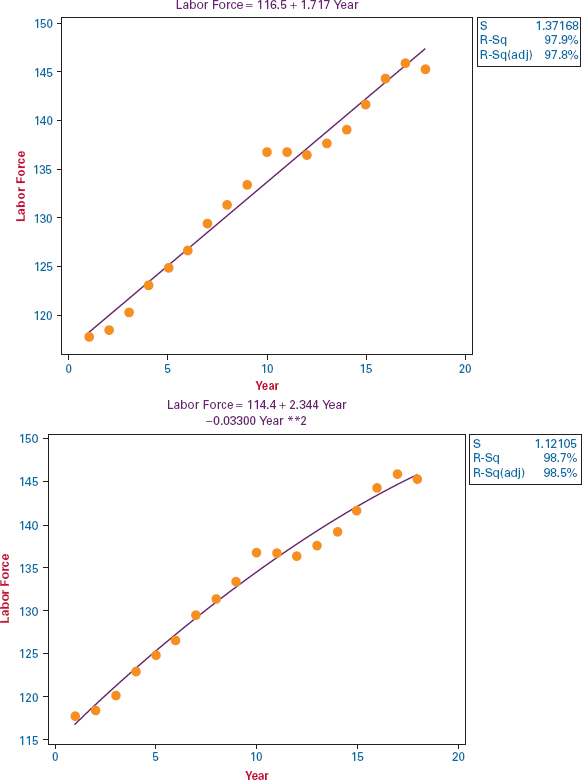 Labor Force = 116.5 + 1.717 Year
S 1.37168
R-Sq 97.9%
R-Sq(adj) 97.8%
150
145
140
135
130
125
120
Labor Force
0 5 10 15 20
Year
Labor Force = 114.4 + 2.344 Year
−0.03300 Year **2
S 1.12105
R-Sq 98.7%
R-Sq(adj) 98.5%
150
145
140
135
130
125
120
115
Labor Force
0 5 10 15 20
Year